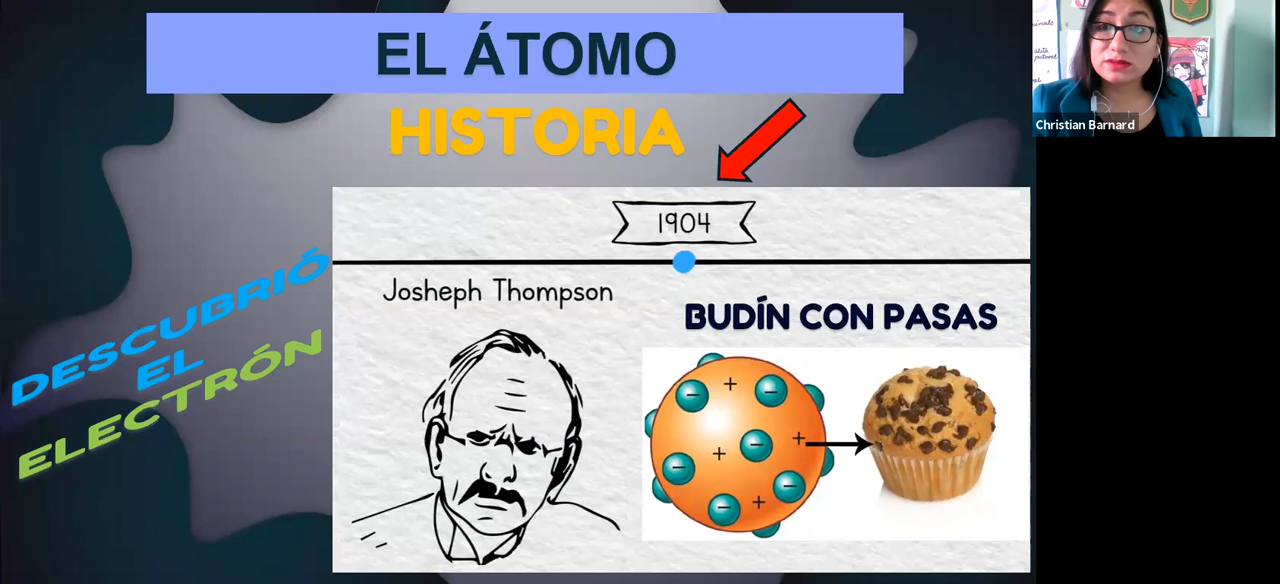 EL ÁTOMO
HISTORIA
Christian Barnard
1904
DESCUBRIÓ
EL
ELECTRÓN
Josheph Thompson
BUDÍN CON PASAS